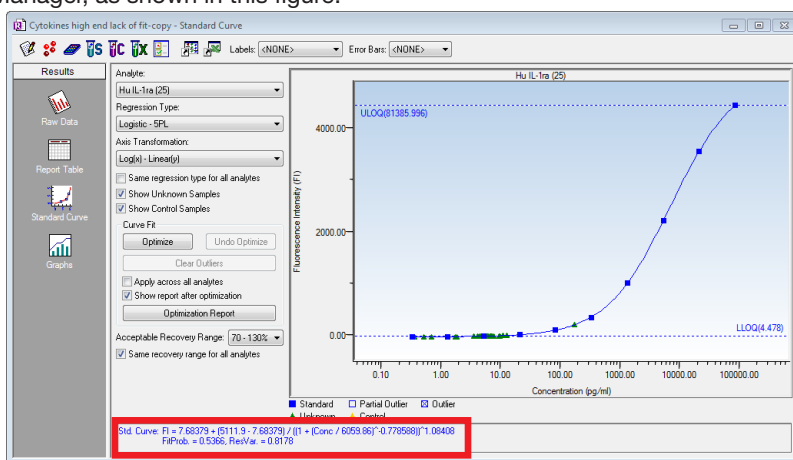 Manager, as shown in this figure.
Cytokines high end lack of fit-copy - Standard Curve
Labels: <NONE> Error Bars: <NONE>
Results
Raw Data
Report Table
Standard Curve
Graphs
Analyte:
Hu IL-1ra (25)
Regression Type:
Logistic - 5PL
Axis Transformation:
Log(x) - Linear(y)
Same regression type for all analytes
Show Unknown Samples
Show Control Samples
Curve Fit
Optimize Undo Optimize
Clear Outliers
Apply across all analytes
Show report after optimization
Optimization Report
Acceptable Recovery Range: 70 - 130%
Same recovery range for all analytes
Hu IL-1ra (25)
ULOQ(81385.996)
4000.00
2000.00
0.00
Fluorescence Intensity (FI)
LLOQ(4.478)
0.10 1.00 10.00 100.00 1000.00 10000.00 100000.00
Concentration (pg/ml)
Standard Partial Outlier Outlier
Unknown Control
Std. Curve: FI = 7.68379 + (5111.9 - 7.68379) / ((1 + (Conc / 6059.86)^-0.778588))^1.08408
FitProb. = 0.5366, ResVar. = 0.8178